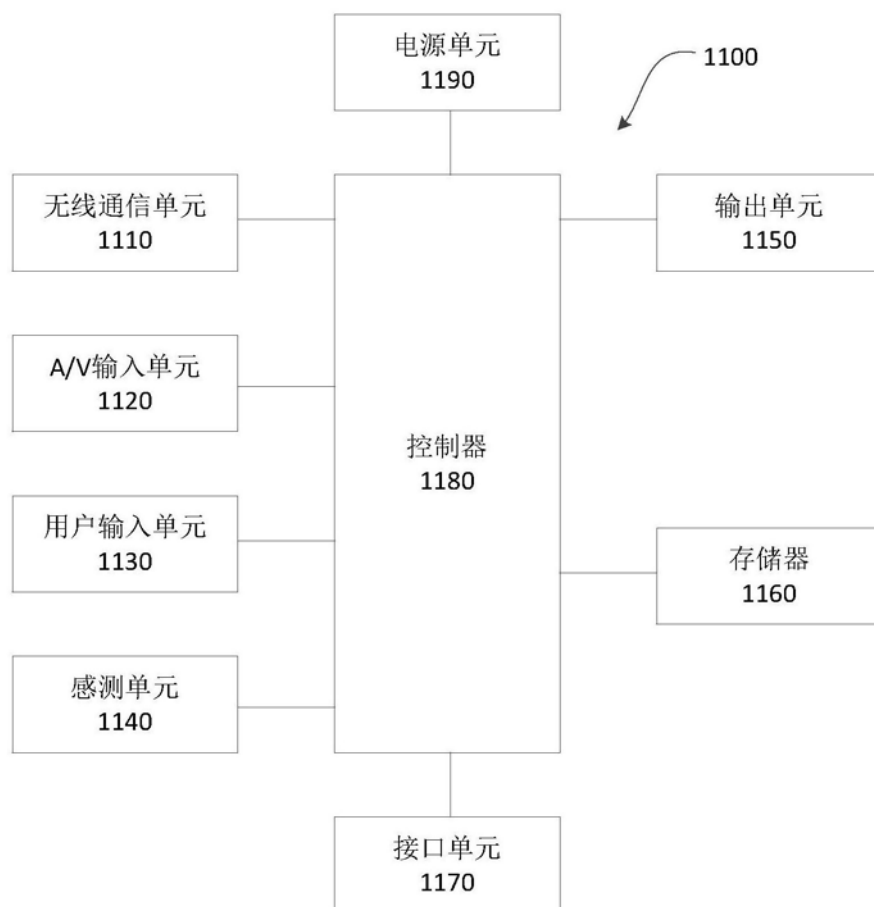 电源单元
1190
1100
无线通信单元
1110
输出单元
1150
A/V输入单元
1120
控制器
1180
用户输入单元
1130
存储器
1160
感测单元
1140
接口单元
1170